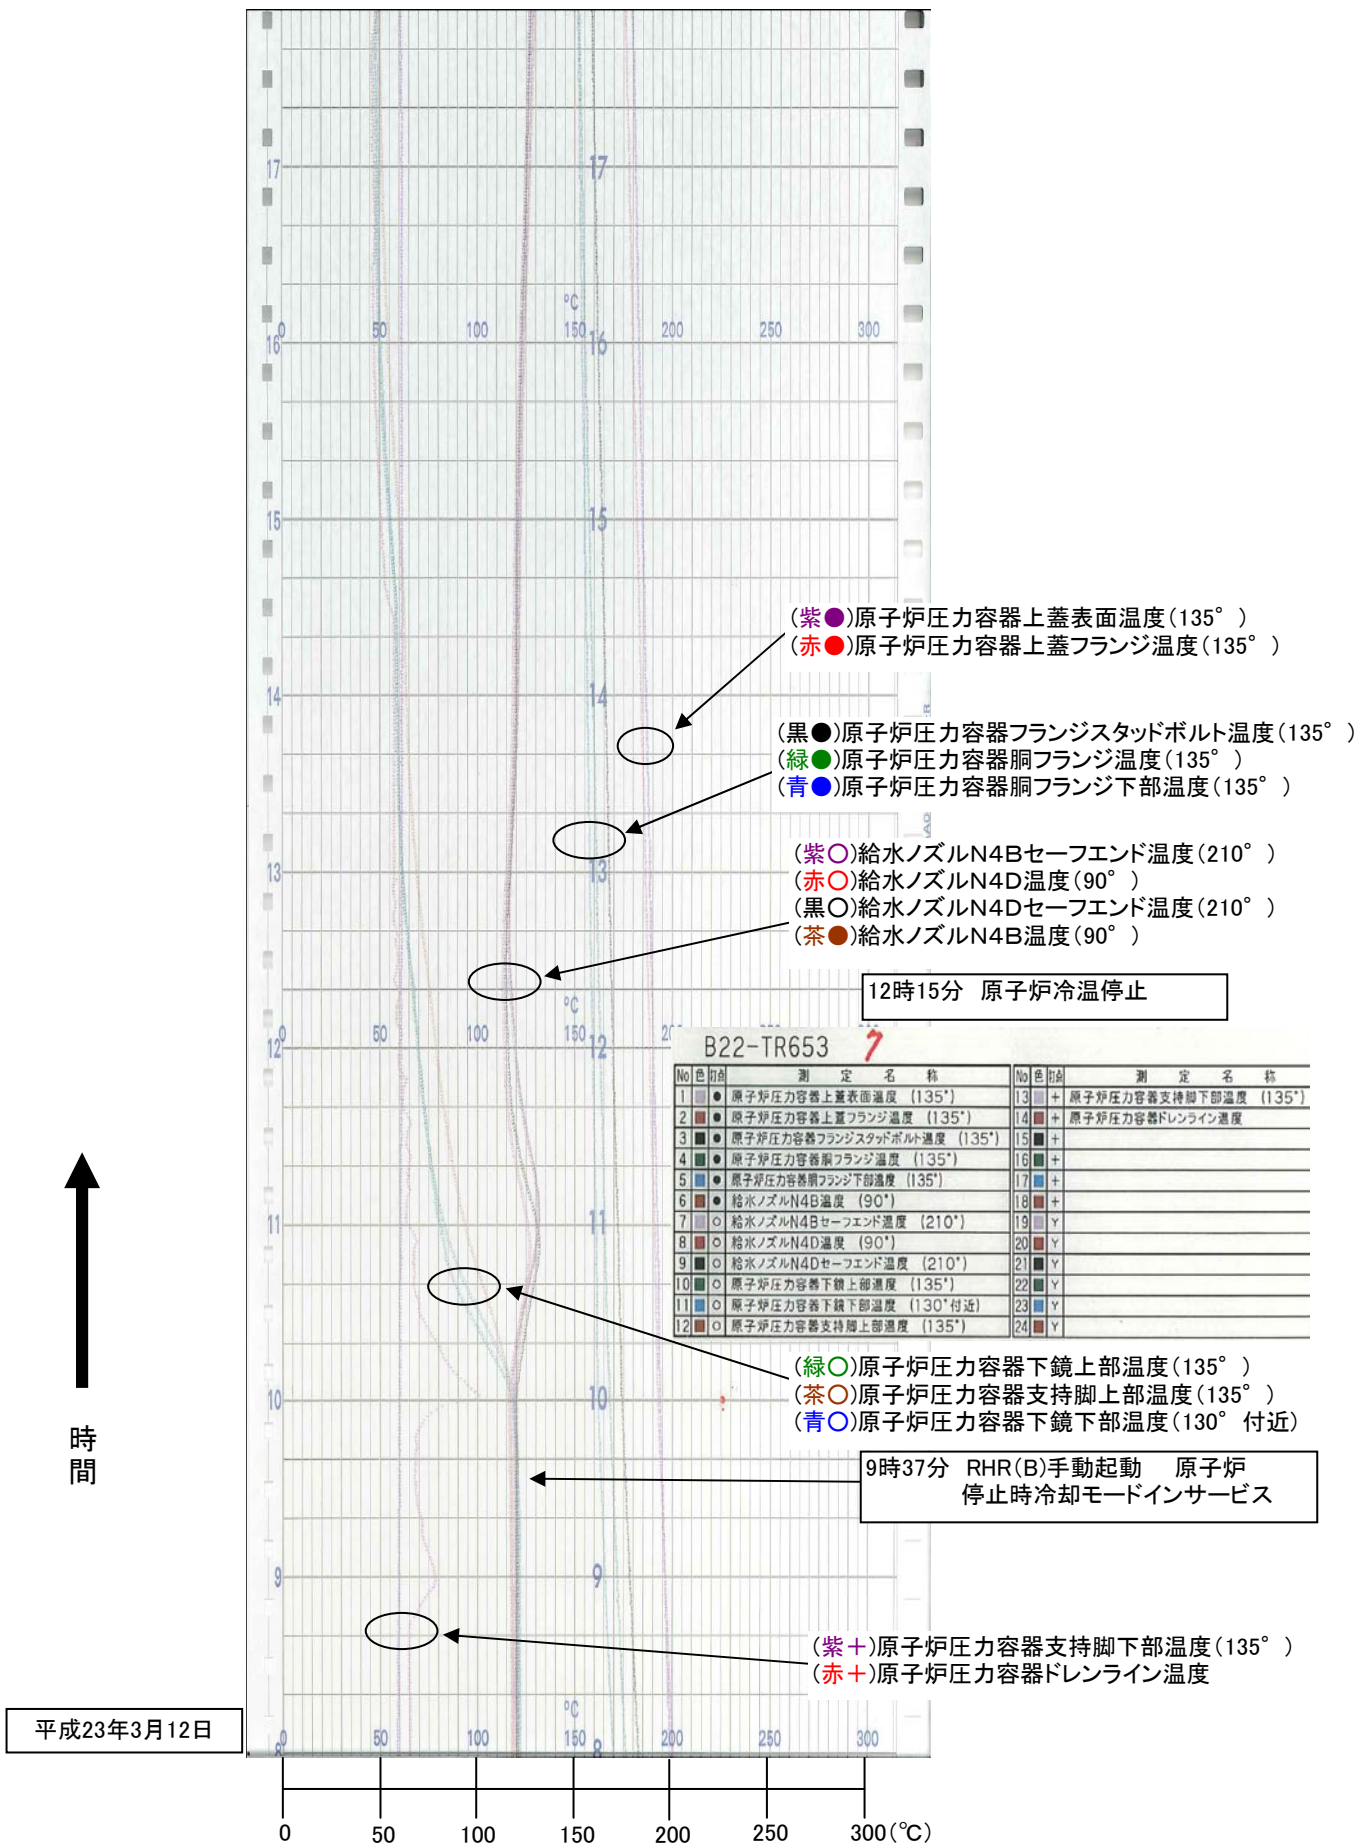 17
17
℃
0 50 100 150 200 250 300
16
16
15
15
(紫●)原子炉圧力容器上蓋表面温度(135°)
(赤●)原子炉圧力容器上蓋フランジ温度(135°)
14
14
(黒●)原子炉圧力容器フランジスタッドボルト温度(135°)
(緑●)原子炉圧力容器胴フランジ温度(135°)
(青●)原子炉圧力容器胴フランジ下部温度(135°)
(紫○)給水ノズルN4Bセーフエンド温度(210°)
13
13
(赤○)給水ノズルN4D温度(90°)
(黒○)給水ノズルN4Dセーフエンド温度(210°)
(茶●)給水ノズルN4B温度(90°)
12時15分 原子炉冷温停止
℃
0 50 100 150
12
12
B22-TR653 7
No 色 打点 測定名称
1 ● 原子炉圧力容器上蓋表面温度 (135°)
2 ● 原子炉圧力容器上蓋フランジ温度 (135°)
3 ● 原子炉圧力容器フランジスタッドボルト温度 (135°)
4 ● 原子炉圧力容器胴フランジ温度 (135°)
5 ● 原子炉圧力容器胴フランジ下部温度 (135°)
6 ● 給水ノズルN4B温度 (90°)
7 ○ 給水ノズルN4Bセーフエンド温度 (210°)
8 ○ 給水ノズルN4D温度 (90°)
9 ○ 給水ノズルN4Dセーフエンド温度 (210°)
10 ○ 原子炉圧力容器下鏡上部温度 (135°)
11 ○ 原子炉圧力容器下鏡下部温度 (130°付近)
12 ○ 原子炉圧力容器支持脚上部温度 (135°)
No 色 打点 測定名称
13 + 原子炉圧力容器支持脚下部温度 (135°)
14 + 原子炉圧力容器ドレンライン温度
15 +
16 +
17 +
18 +
19 Y
20 Y
21 Y
22 Y
23 Y
24 Y
11
11
(緑○)原子炉圧力容器下鏡上部温度(135°)
(茶○)原子炉圧力容器支持脚上部温度(135°)
(青○)原子炉圧力容器下鏡下部温度(130°付近)
10
10
時間
9時37分 RHR(B)手動起動 原子炉
停止時冷却モードインサービス
9
9
(紫+)原子炉圧力容器支持脚下部温度(135°)
(赤+)原子炉圧力容器ドレンライン温度
平成23年3月12日
℃
0 50 100 150 200 250 300
8
8
0 50 100 150 200 250 300(℃)